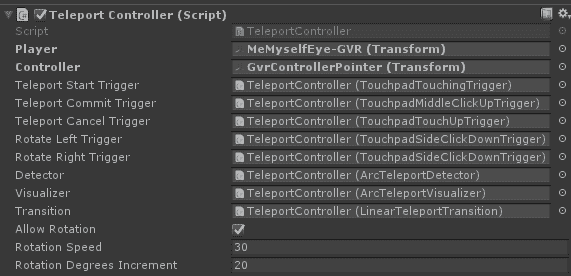 Teleport Controller (Script)
Script TeleportController
Player MeMyselfEye-GVR (Transform)
Controller GvrControllerPointer (Transform)
Teleport Start Trigger TeleportController (TouchpadTouchingTrigger)
Teleport Commit Trigger TeleportController (TouchpadMiddleClickUpTrigger)
Teleport Cancel Trigger TeleportController (TouchpadTouchUpTrigger)
Rotate Left Trigger TeleportController (TouchpadSideClickDownTrigger)
Rotate Right Trigger TeleportController (TouchpadSideClickDownTrigger)
Detector TeleportController (ArcTeleportDetector)
Visualizer TeleportController (ArcTeleportVisualizer)
Transition TeleportController (LinearTeleportTransition)
Allow Rotation
Rotation Speed 30
Rotation Degrees Increment 20